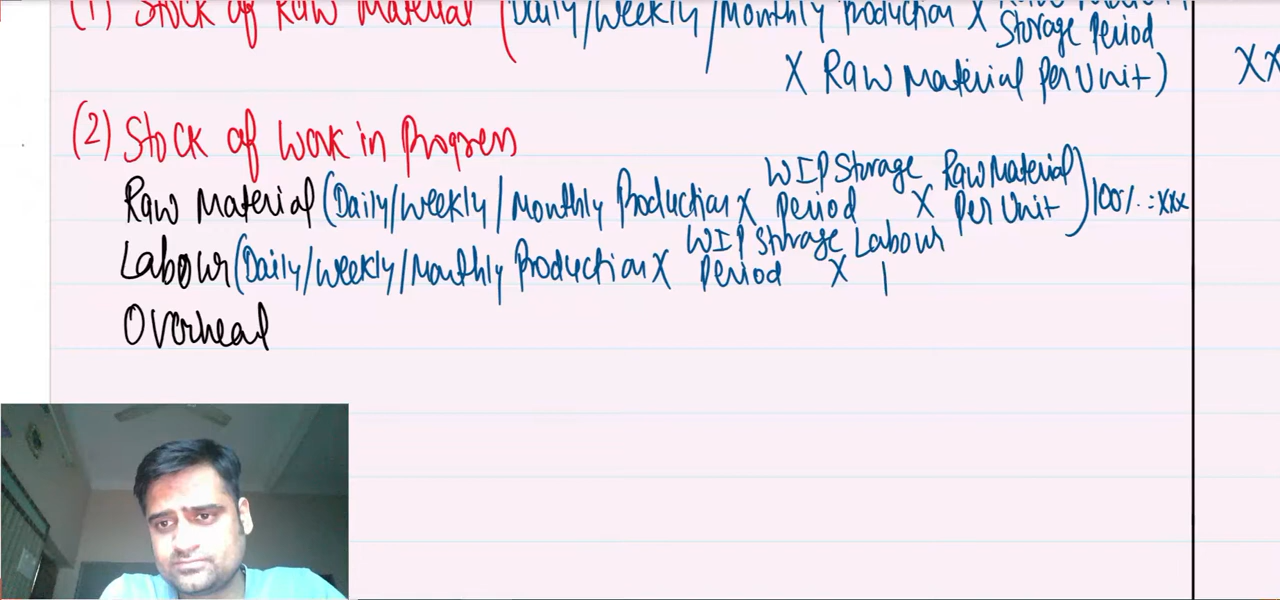 (1) Stock of Raw Material (Daily/Weekly/Monthly Production X
Storage Period
X Raw Material Per Unit) XX
(2) Stock of Work in Progress
Raw Material (Daily/Weekly/Monthly Production X WIP Storage Period X Raw Material Per Unit) 100% = XXX
Labour (Daily/Weekly/Monthly Production X WIP Storage Period X Labour
Overhead